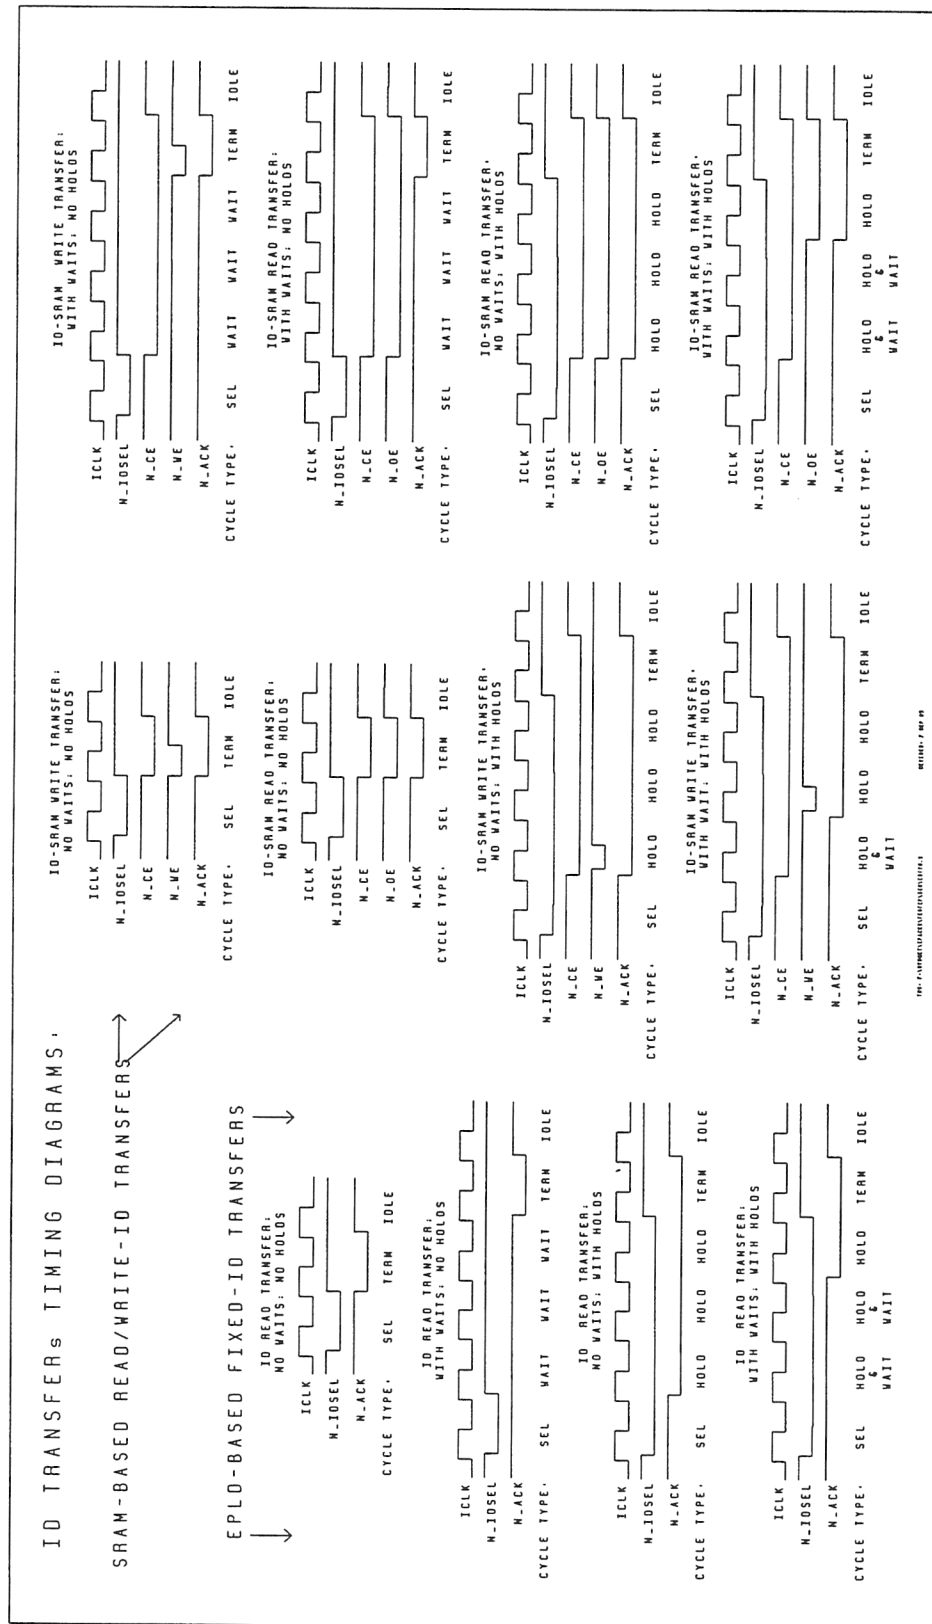 ID TRANSFERs TIMING DIAGRAMS.
SRAM-BASED READ/WRITE-ID TRANSFERS
EPLD-BASED FIXED-ID TRANSFERS
ID READ TRANSFER;
NO WAITS; NO HOLDS
ICLK
N_IOSEL
N_ACK
CYCLE TYPE. SEL TERM IDLE
ID READ TRANSFER;
WITH WAITS; NO HOLDS
ICLK
N_IOSEL
N_ACK
CYCLE TYPE. SEL WAIT WAIT WAIT TERM IDLE
ID READ TRANSFER;
NO WAITS; WITH HOLDS
ICLK
N_IOSEL
N_ACK
CYCLE TYPE. SEL HOLD HOLD HOLD TERM IDLE
ID READ TRANSFER;
WITH WAITS; WITH HOLDS
ICLK
N_IOSEL
N_ACK
CYCLE TYPE. SEL HOLD HOLD HOLD TERM IDLE
& &
WAIT WAIT
ID-SRAM WRITE TRANSFER;
NO WAITS; NO HOLDS
ICLK
N_IOSEL
N_CE
N_WE
N_ACK
CYCLE TYPE. SEL TERM IDLE
ID-SRAM READ TRANSFER;
NO WAITS; NO HOLDS
ICLK
N_IOSEL
N_CE
N_OE
N_ACK
CYCLE TYPE. SEL TERM IDLE
ID-SRAM WRITE TRANSFER.
NO WAITS; WITH HOLDS
ICLK
N_IOSEL
N_CE
N_WE
N_ACK
CYCLE TYPE. SEL HOLD HOLD HOLD TERM IDLE
ID-SRAM WRITE TRANSFER.
WITH WAIT; WITH HOLDS
ICLK
N_IOSEL
N_CE
N_WE
N_ACK
CYCLE TYPE. SEL HOLD HOLD HOLD TERM IDLE
&
WAIT
ID-SRAM WRITE TRANSFER;
WITH WAITS; NO HOLDS
ICLK
N_IOSEL
N_CE
N_WE
N_ACK
CYCLE TYPE. SEL WAIT WAIT WAIT TERM IDLE
ID-SRAM READ TRANSFER;
WITH WAITS; NO HOLDS
ICLK
N_IOSEL
N_CE
N_OE
N_ACK
CYCLE TYPE. SEL WAIT WAIT WAIT TERM IDLE
ID-SRAM READ TRANSFER.
NO WAITS; WITH HOLDS
ICLK
N_IOSEL
N_CE
N_OE
N_ACK
CYCLE TYPE. SEL HOLD HOLD HOLD TERM IDLE
ID-SRAM READ TRANSFER.
WITH WAITS; WITH HOLDS
ICLK
N_IOSEL
N_CE
N_OE
N_ACK
CYCLE TYPE. SEL HOLD HOLD HOLD TERM IDLE
& &
WAIT WAIT